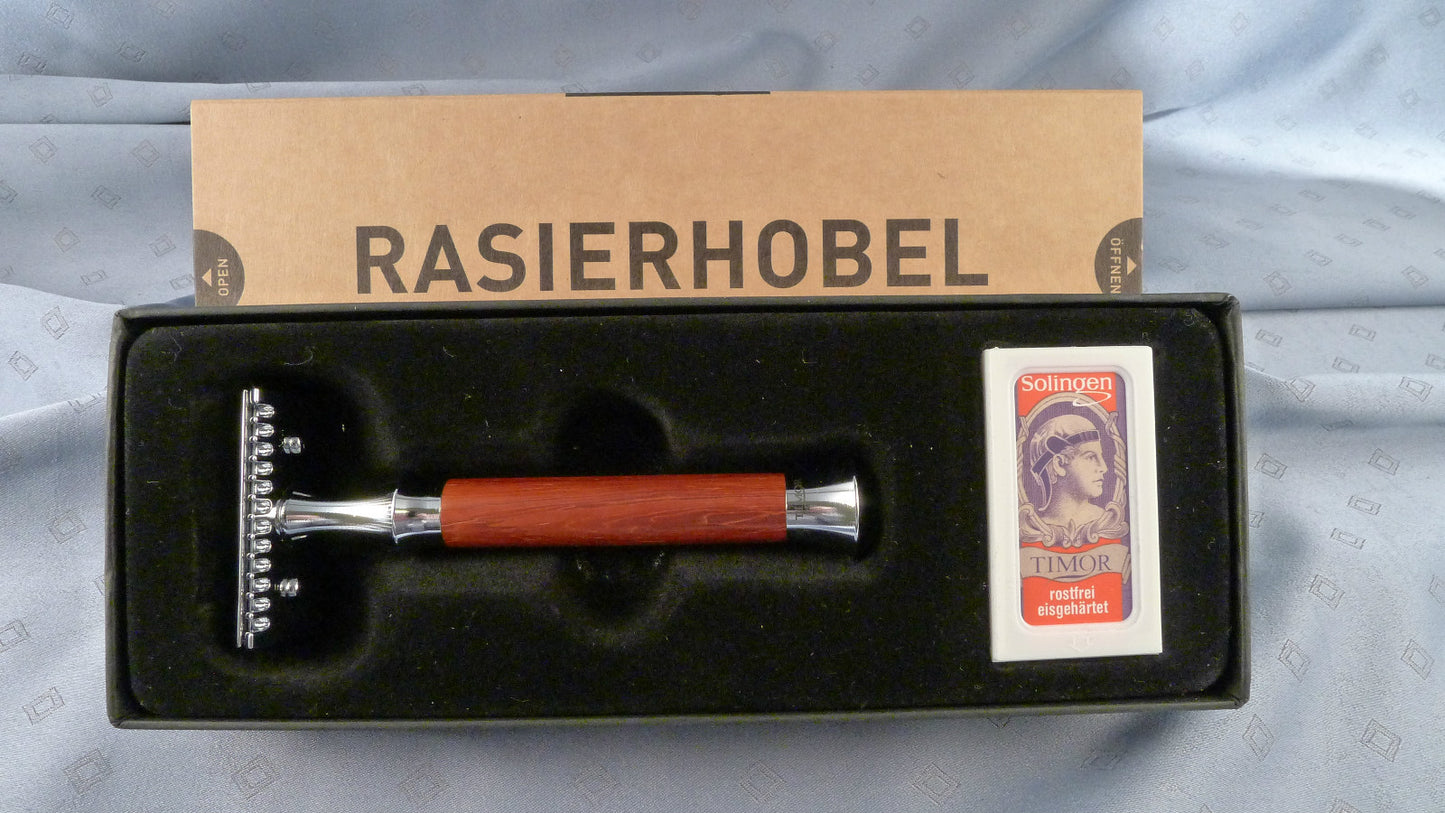 RASIERHOBEL
OPEN
ÖFFNEN
Solingen
TIMOR
rostfrei
eisgehärtet